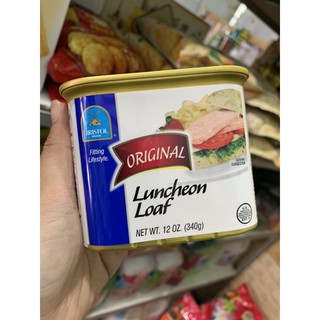 BRISTOL
Fitting
Lifestyle.
ORIGINAL
Luncheon
Loaf
NET WT. 12 OZ. (340g)